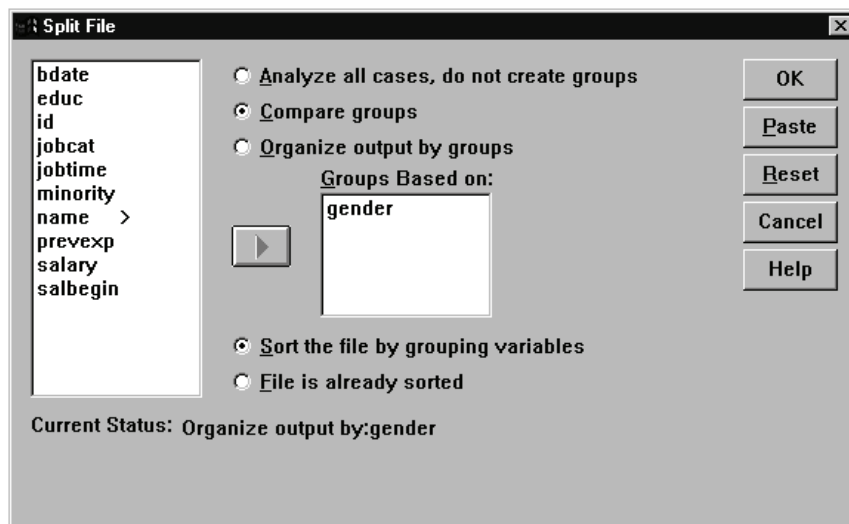 Split File
bdate
educ
id
jobcat
jobtime
minority
name >
prevexp
salary
salbegin
Analyze all cases, do not create groups
Compare groups
Organize output by groups
Groups Based on:
gender
Sort the file by grouping variables
File is already sorted
OK
Paste
Reset
Cancel
Help
Current Status: Organize output by:gender